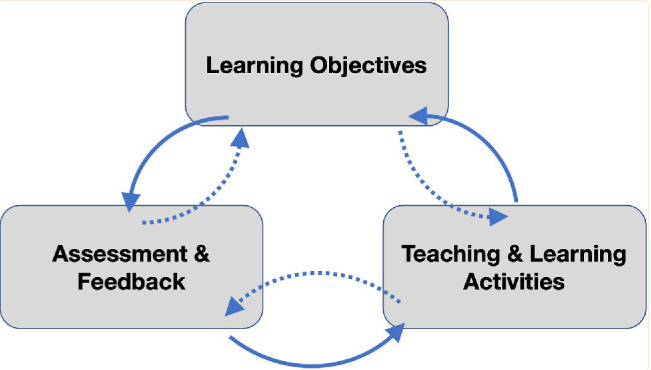 Learning Objectives
Assessment &
Feedback
Teaching & Learning
Activities